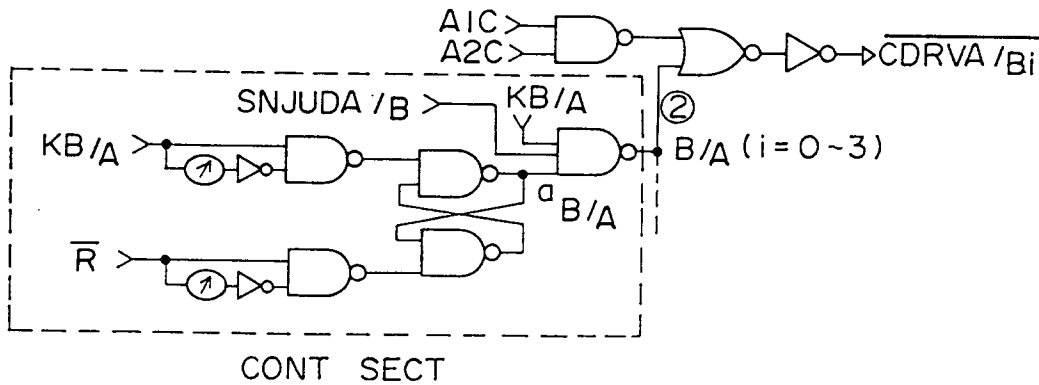 A1C
A2C
CDRVA/Bi
SNJUDA/B
KB/A
②
KB/A
B/A (i=0~3)
a B/A
R
CONT SECT